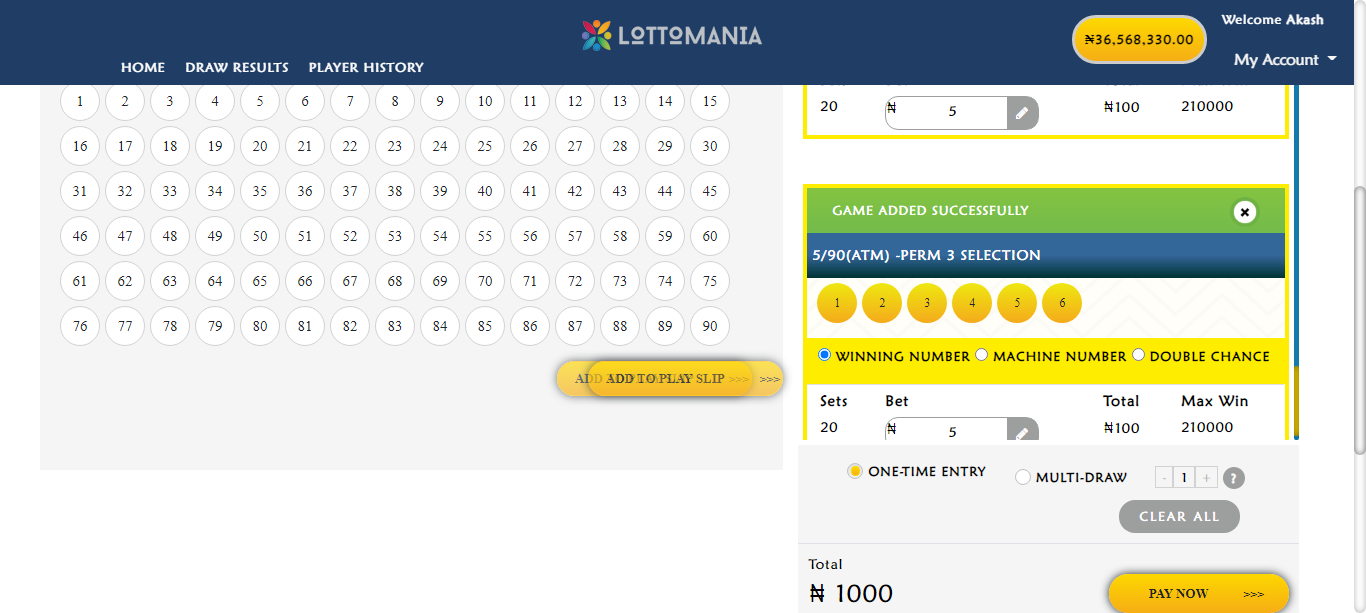 LOTTOMANIA
₦36,568,330.00
Welcome Akash
My Account
HOME DRAW RESULTS PLAYER HISTORY
1 2 3 4 5 6 7 8 9 10 11 12 13 14 15
16 17 18 19 20 21 22 23 24 25 26 27 28 29 30
31 32 33 34 35 36 37 38 39 40 41 42 43 44 45
46 47 48 49 50 51 52 53 54 55 56 57 58 59 60
61 62 63 64 65 66 67 68 69 70 71 72 73 74 75
76 77 78 79 80 81 82 83 84 85 86 87 88 89 90
ADD ADD TO PLAY SLIP >>> >>>
20 ₦ 5 ₦100 210000
GAME ADDED SUCCESSFULLY
5/90(ATM) -PERM 3 SELECTION
1 2 3 4 5 6
WINNING NUMBER MACHINE NUMBER DOUBLE CHANCE
Sets Bet Total Max Win
20 ₦ 5 ₦100 210000
ONE-TIME ENTRY MULTI-DRAW - 1 + ?
CLEAR ALL
Total
₦ 1000
PAY NOW >>>